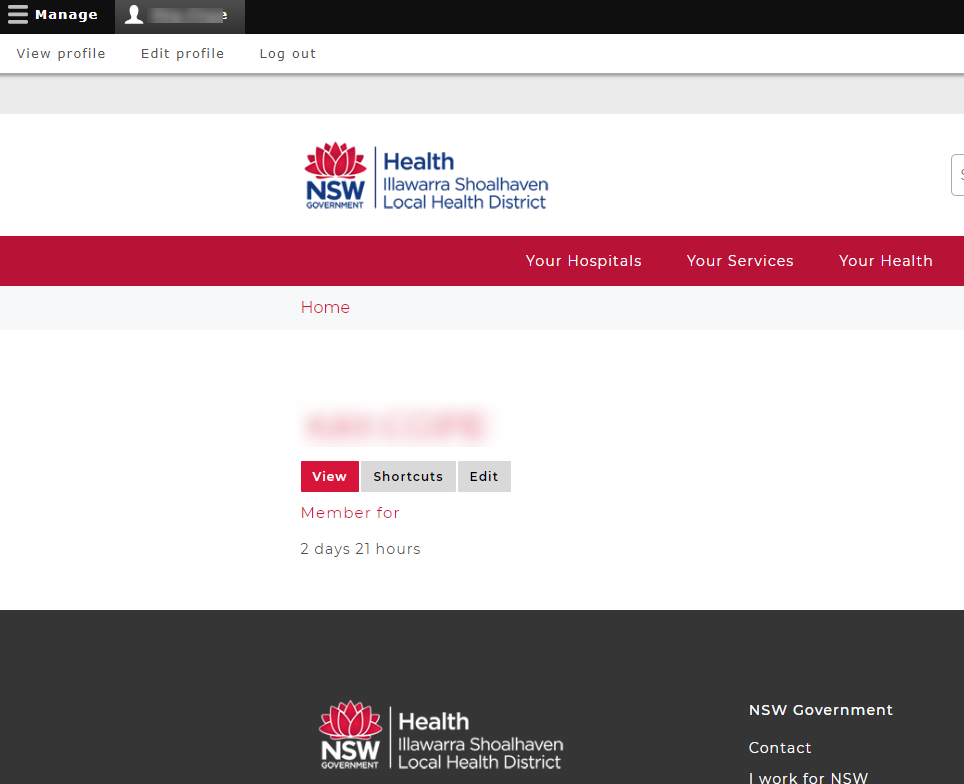 Manage
View profile Edit profile Log out
Health
Illawarra Shoalhaven
Local Health District
NSW
GOVERNMENT
Your Hospitals Your Services Your Health
Home
View Shortcuts Edit
Member for
2 days 21 hours
Health
Illawarra Shoalhaven
Local Health District
NSW
GOVERNMENT
NSW Government
Contact
I work for NSW